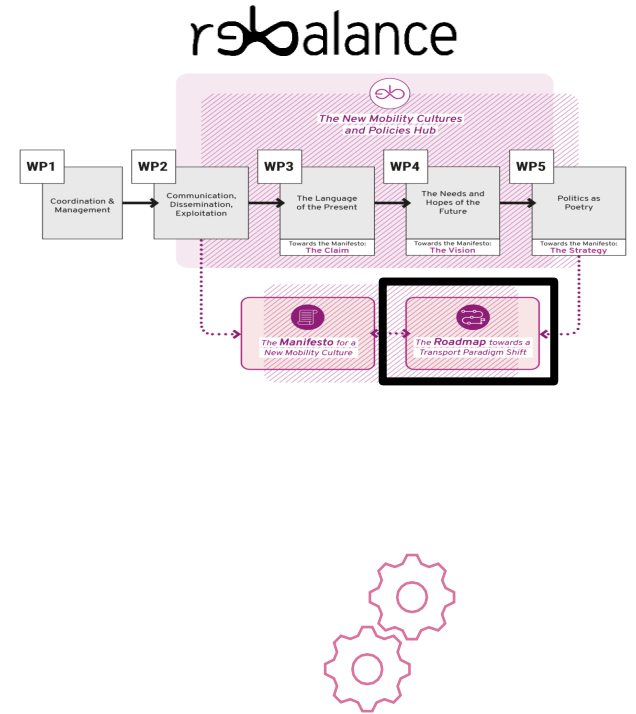 rebalance
eb
The New Mobility Cultures
and Policies Hub
WP1
WP2
WP3
WP4
WP5
Coordination &
Management
Communication,
Dissemination,
Exploitation
The Language
of the Present
The Needs and
Hopes of the
Future
Politics as
Poetry
Towards the Manifesto:
The Claim
Towards the Manifesto:
The Vision
Towards the Manifesto:
The Strategy
The Manifesto for a
New Mobility Culture
The Roadmap towards a
Transport Paradigm Shift